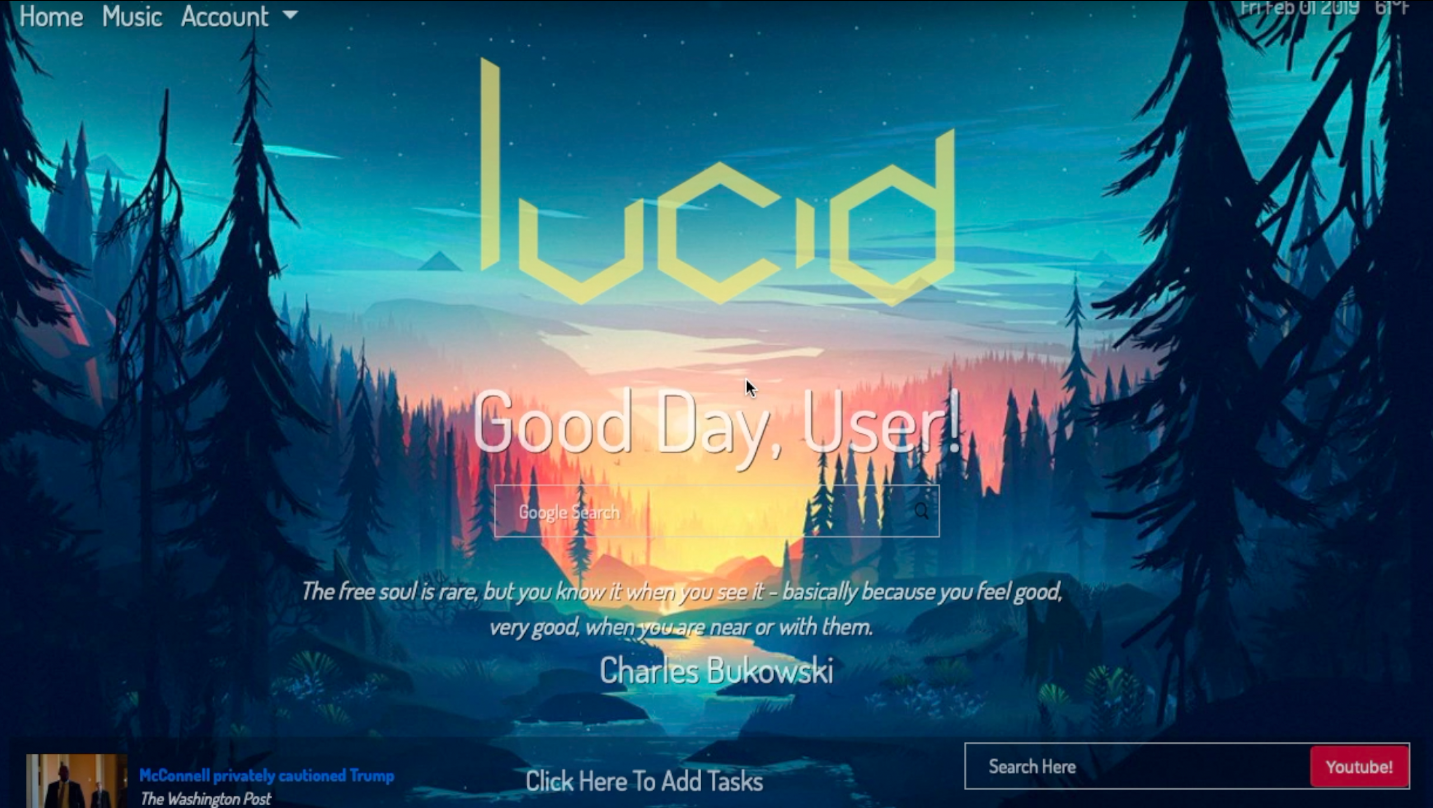 Home Music Account
Fri Feb 01 2019 61°F
lucid
Good Day, User!
Google Search
The free soul is rare, but you know it when you see it - basically because you feel good,
very good, when you are near or with them.
Charles Bukowski
McConnell privately cautioned Trump
The Washington Post
Click Here To Add Tasks
Search Here
Youtube!